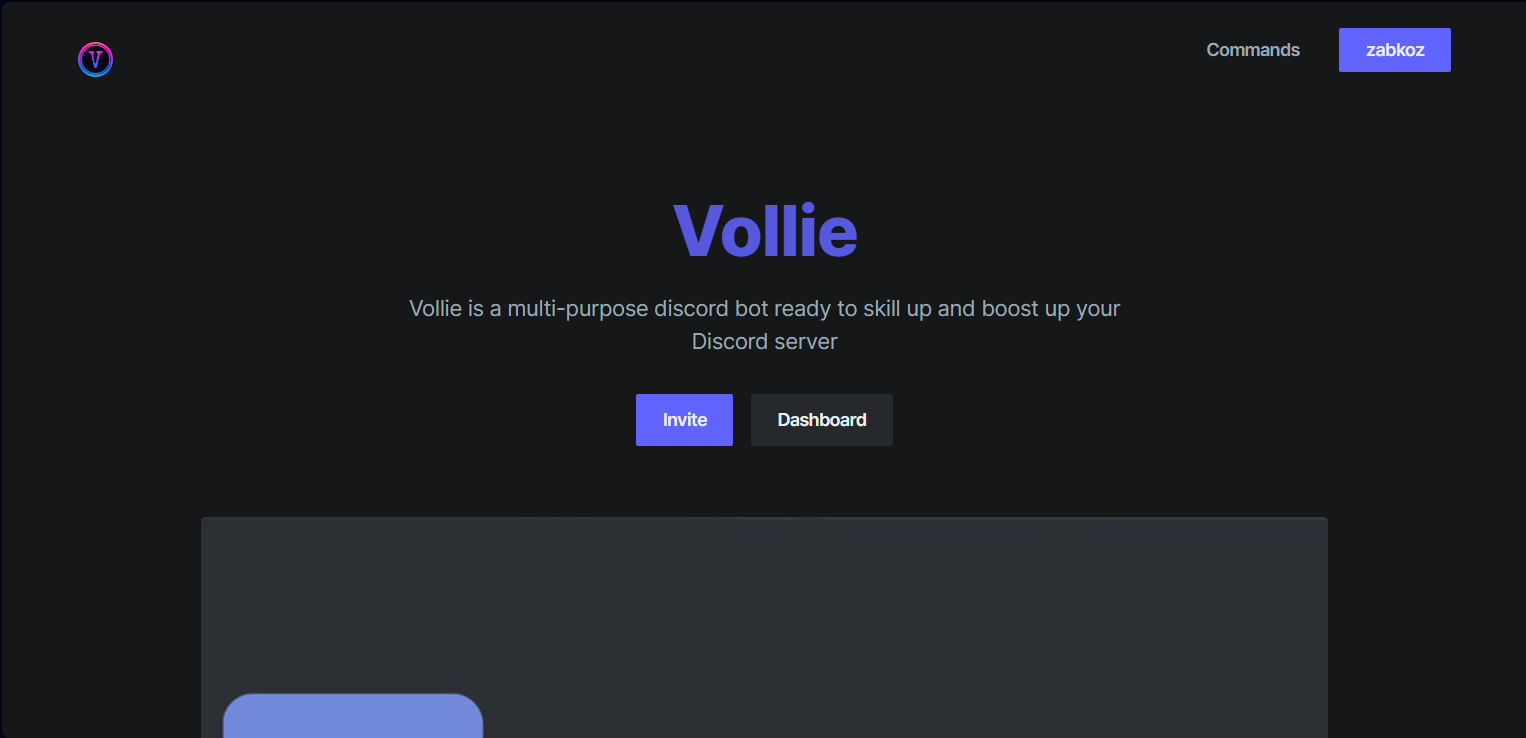 V
Commands
zabkoz
Vollie
Vollie is a multi-purpose discord bot ready to skill up and boost up your
Discord server
Invite
Dashboard